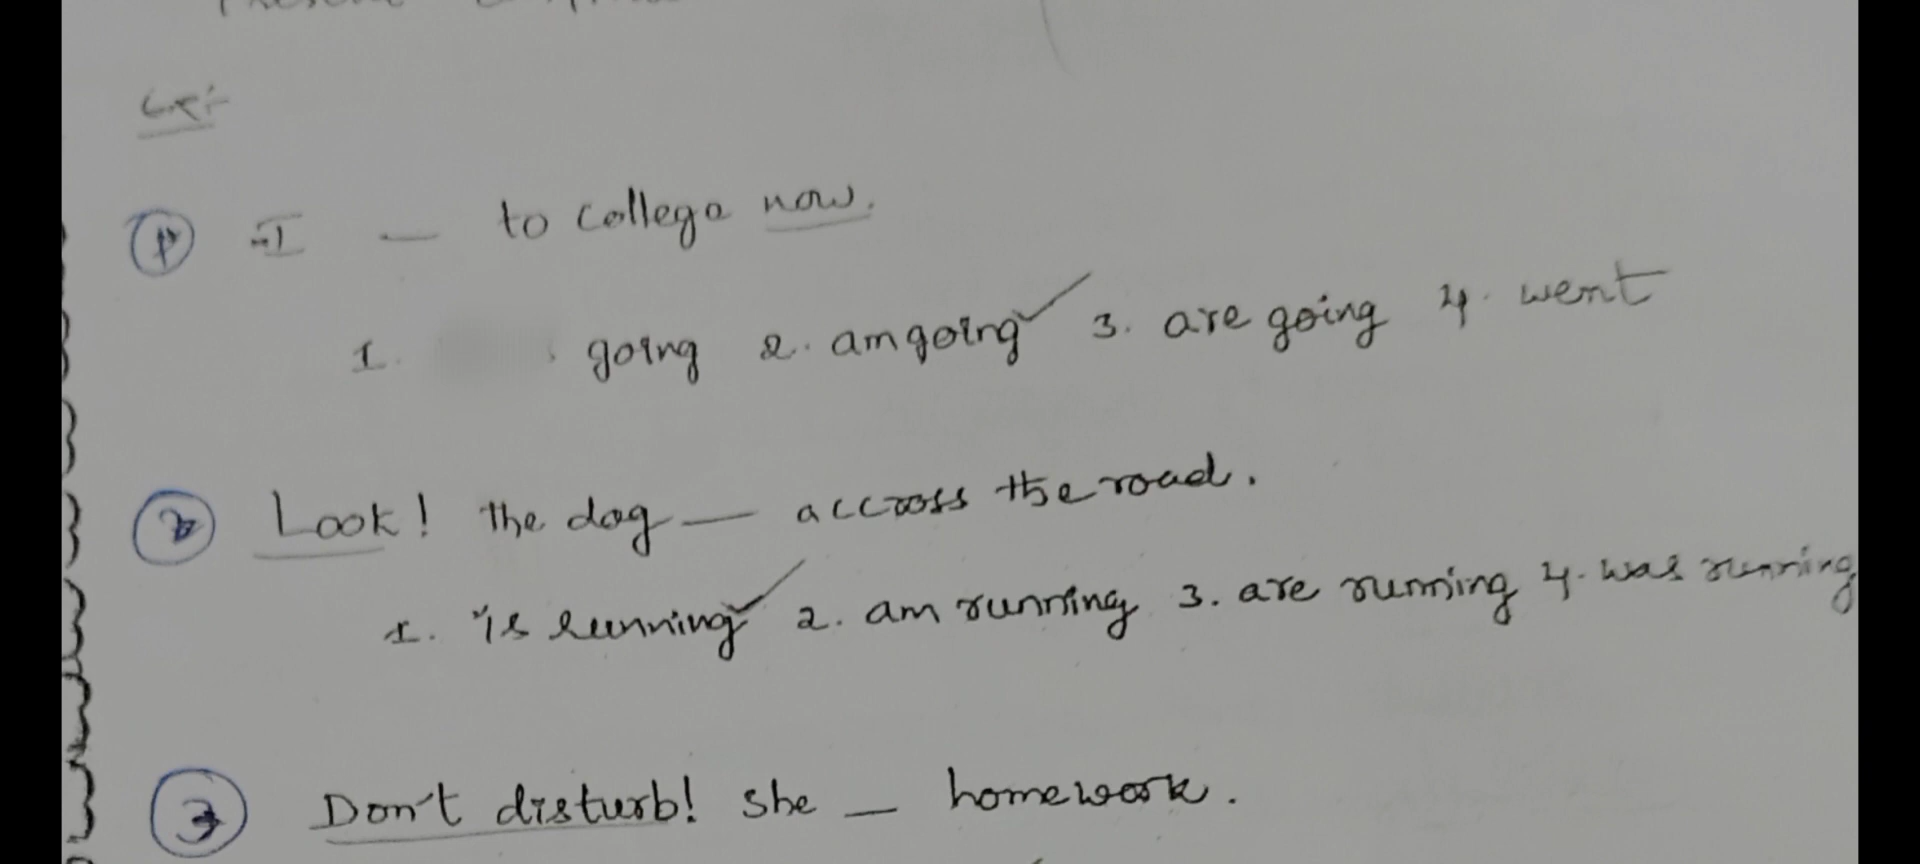 Ex:-
1 I — to college now.
1. going 2. am going ✓ 3. are going 4. went
2 Look! the dog — accross the road.
1. is running ✓ 2. am running 3. are running 4. was running
3 Don't disturb! she — homework.